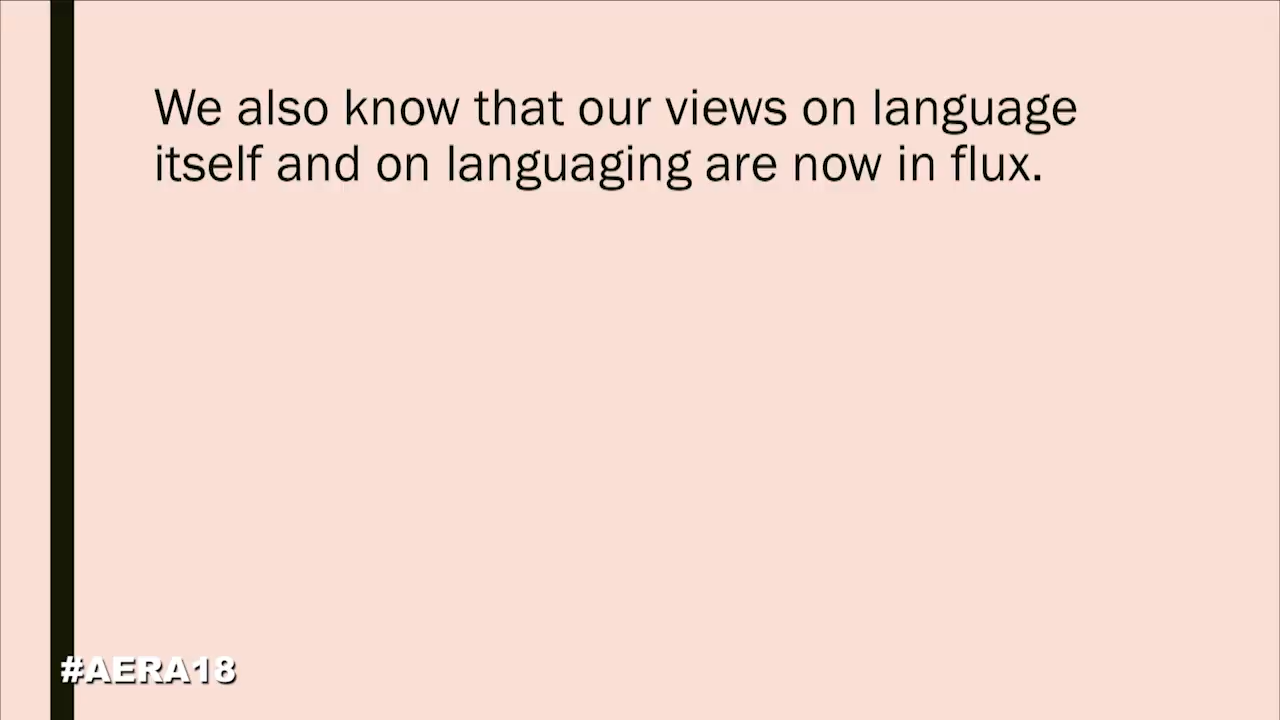 We also know that our views on language
itself and on languaging are now in flux.
#AERA18